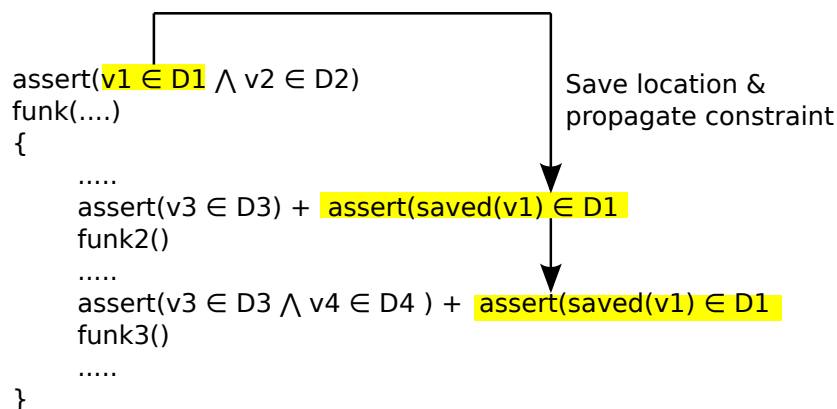 assert(v1 ∈ D1 ⋀ v2 ∈ D2)
funk(....)
{
Save location &
propagate constraint
.....
assert(v3 ∈ D3) + assert(saved(v1) ∈ D1
funk2()
.....
assert(v3 ∈ D3 ⋀ v4 ∈ D4 ) + assert(saved(v1) ∈ D1
funk3()
.....
}